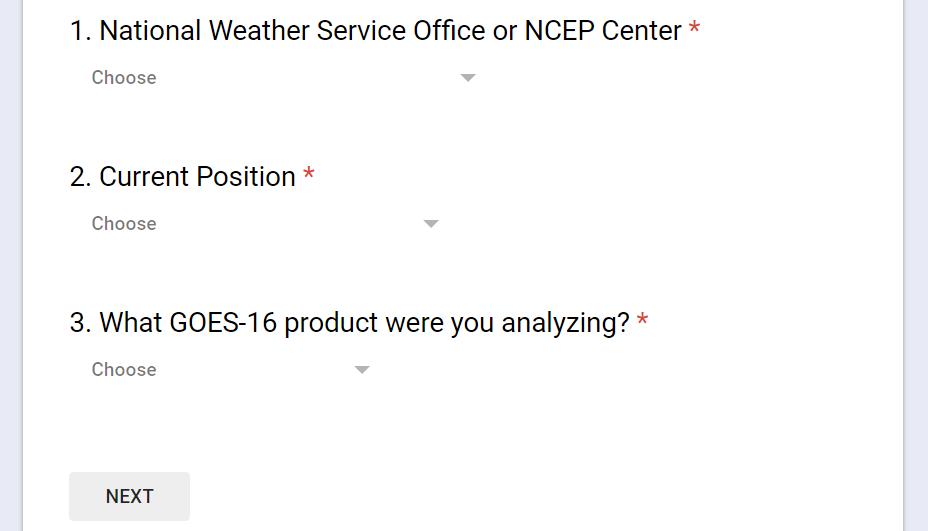 1. National Weather Service Office or NCEP Center *
Choose
2. Current Position *
Choose
3. What GOES-16 product were you analyzing? *
Choose
NEXT